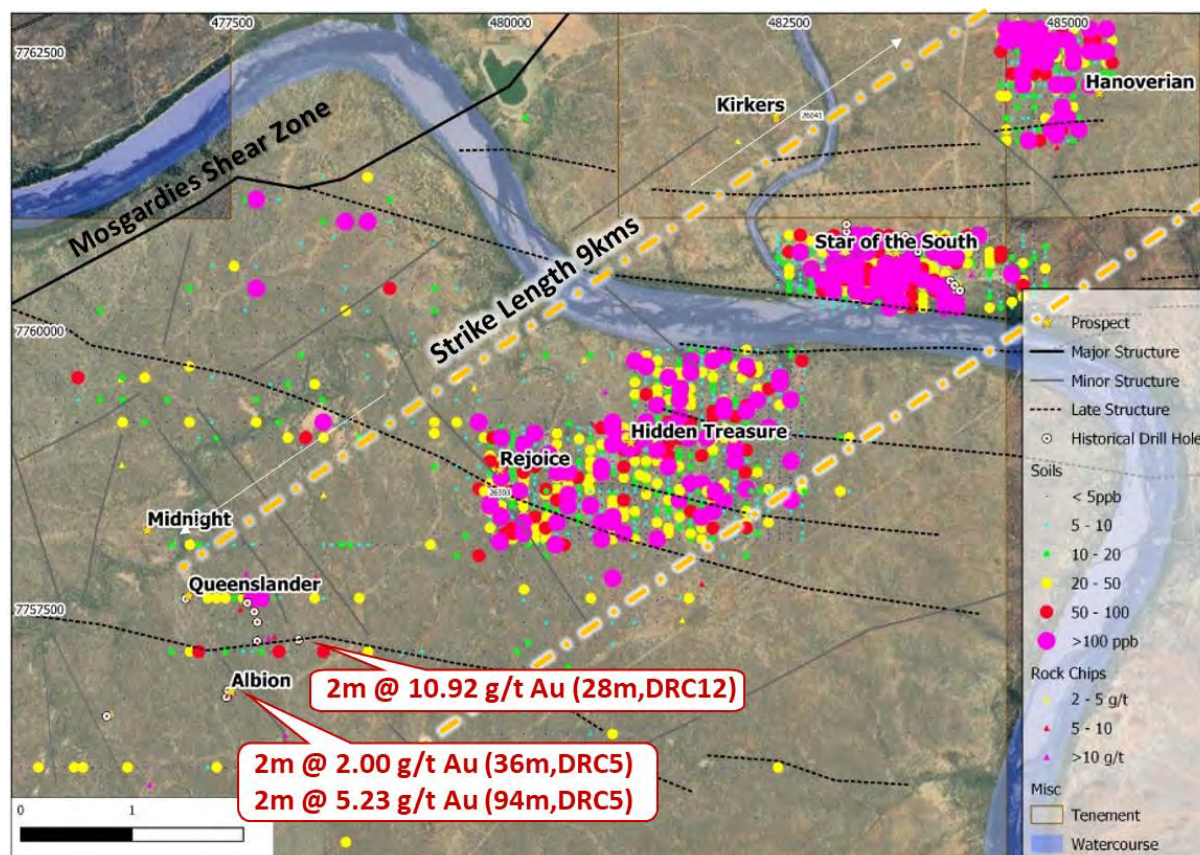 477500
480000
482500
485000
7762500
Kirkers
Hanoverian
26041
Mosgardies Shear Zone
Star of the South
Strike Length 9kms
7760000
Hidden Treasure
Rejoice
26303
Midnight
Queenslander
7757500
Albion
2m @ 10.92 g/t Au (28m,DRC12)
2m @ 2.00 g/t Au (36m,DRC5)
2m @ 5.23 g/t Au (94m,DRC5)
0 1
Prospect
Major Structure
Minor Structure
Late Structure
Historical Drill Hole
Soils
< 5ppb
5 - 10
10 - 20
20 - 50
50 - 100
>100 ppb
Rock Chips
2 - 5 g/t
5 - 10
>10 g/t
Misc
Tenement
Watercourse